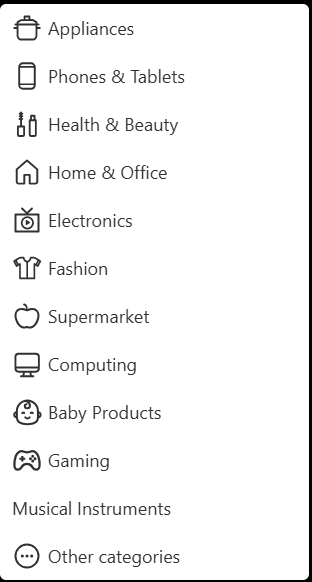 Appliances
Phones & Tablets
Health & Beauty
Home & Office
Electronics
Fashion
Supermarket
Computing
Baby Products
Gaming
Musical Instruments
Other categories